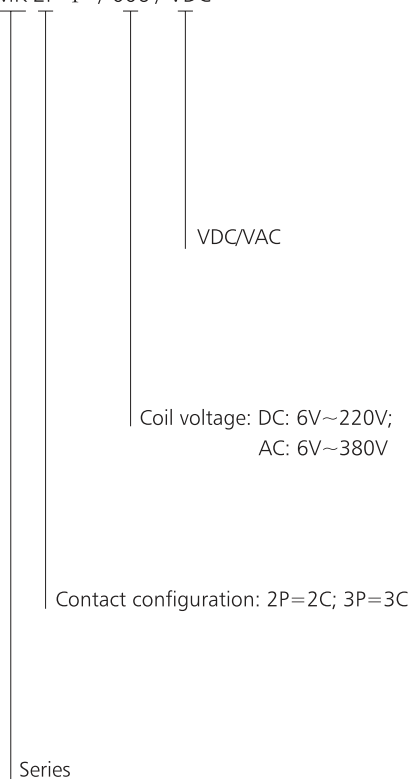 VDC/VAC
Coil voltage: DC: 6V~220V;
AC: 6V~380V
Contact configuration: 2P=2C; 3P=3C
Series